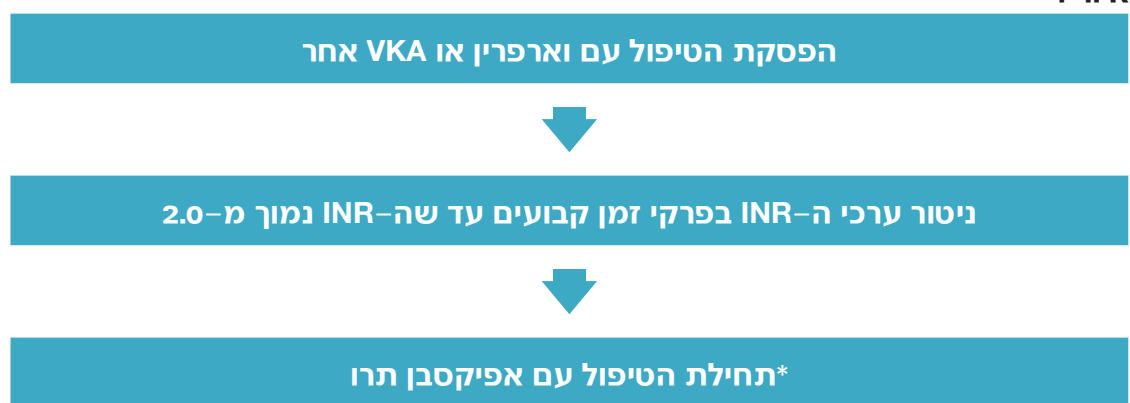 הפסקת הטיפול עם וארפרין או VKA אחר
ניטור ערכי ה-INR בפרקי זמן קבועים עד שה-INR נמוך מ-2.0
*תחילת הטיפול עם אפיקסבן תרו